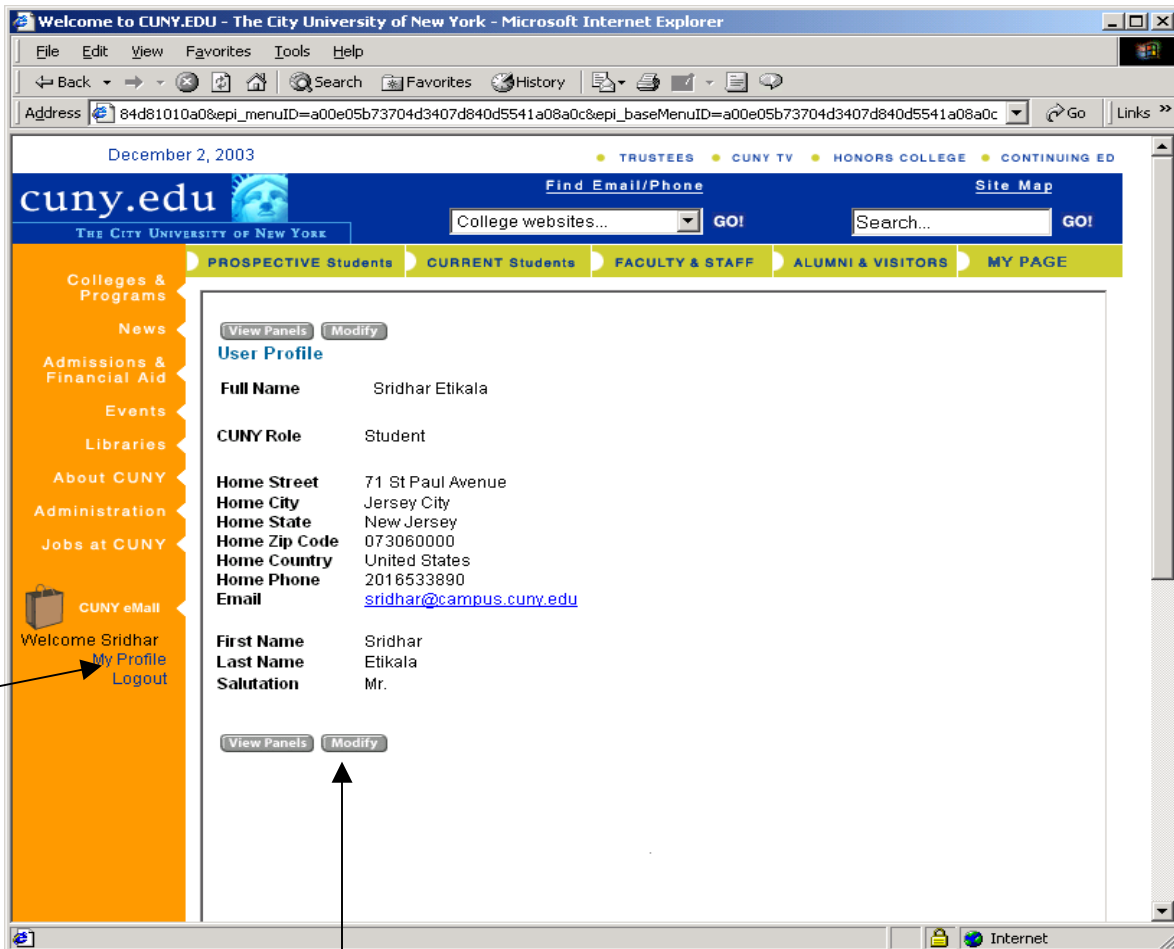 Welcome to CUNY.EDU - The City University of New York - Microsoft Internet Explorer
File Edit View Favorites Tools Help
Back Search Favorites History
Address 84d81010a0&epi_menuID=a00e05b73704d3407d840d5541a08a0c&epi_baseMenuID=a00e05b73704d3407d840d5541a08a0c Go Links »
December 2, 2003 TRUSTEES CUNY TV HONORS COLLEGE CONTINUING ED
cuny.edu Find Email/Phone Site Map
College websites... GO! Search... GO!
THE CITY UNIVERSITY OF NEW YORK
PROSPECTIVE Students CURRENT Students FACULTY & STAFF ALUMNI & VISITORS MY PAGE
Colleges &
Programs
News
Admissions &
Financial Aid
Events
Libraries
About CUNY
Administration
Jobs at CUNY
CUNY eMall
Welcome Sridhar
My Profile
Logout
View Panels Modify
User Profile
Full Name Sridhar Etikala
CUNY Role Student
Home Street 71 St Paul Avenue
Home City Jersey City
Home State New Jersey
Home Zip Code 073060000
Home Country United States
Home Phone 2016533890
Email sridhar@campus.cuny.edu
First Name Sridhar
Last Name Etikala
Salutation Mr.
View Panels Modify
Internet